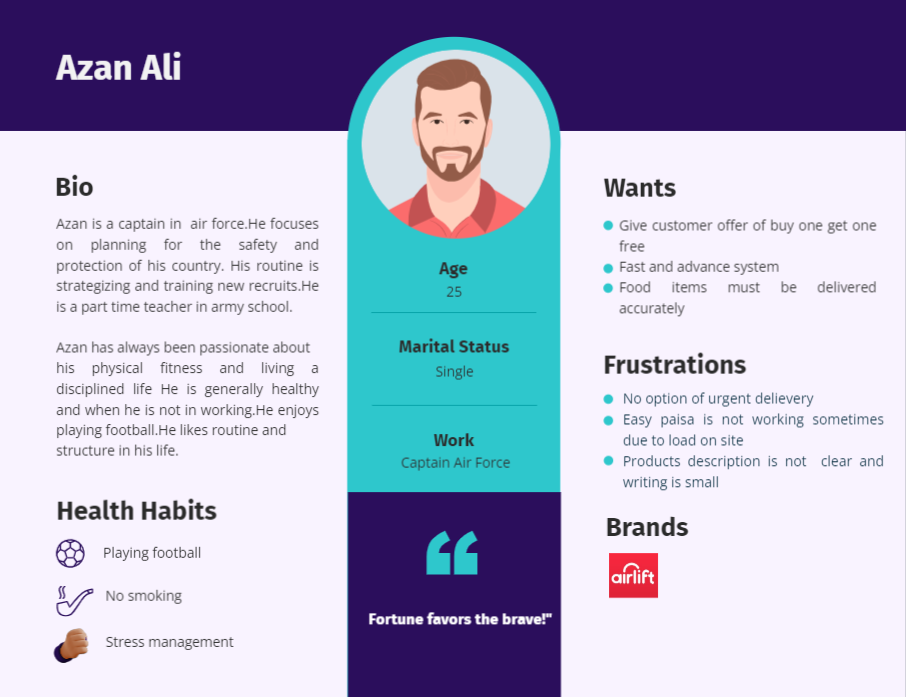 Azan Ali
Bio
Azan is a captain in air force.He focuses
on planning for the safety and
protection of his country. His routine is
strategizing and training new recruits.He
is a part time teacher in army school.
Azan has always been passionate about
his physical fitness and living a
disciplined life He is generally healthy
and when he is not in working.He enjoys
playing football.He likes routine and
structure in his life.
Health Habits
Playing football
No smoking
Stress management
Age
25
Marital Status
Single
Work
Captain Air Force
“
Fortune favors the brave!"
Wants
Give customer offer of buy one get one
free
Fast and advance system
Food items must be delivered
accurately
Frustrations
No option of urgent delievery
Easy paisa is not working sometimes
due to load on site
Products description is not clear and
writing is small
Brands
airlift